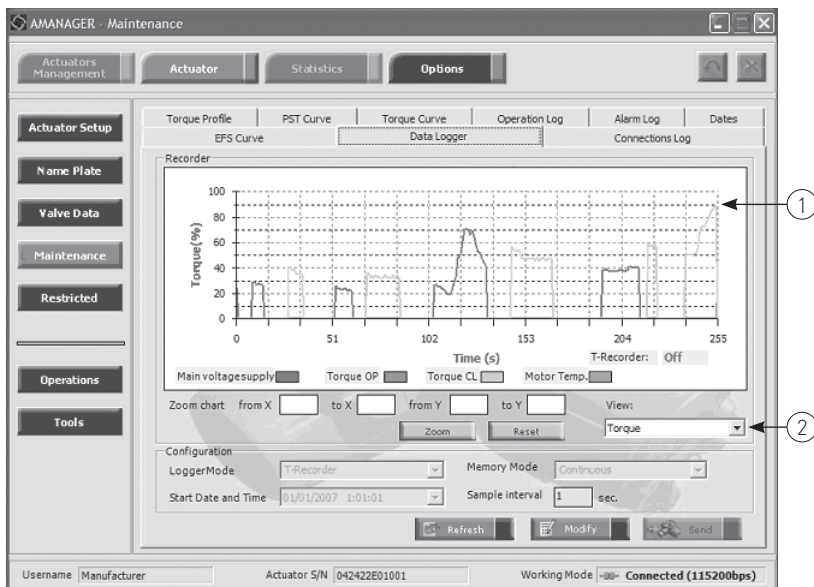 AMANAGER - Maintenance
Actuators Management
Actuator
Statistics
Options
Actuator Setup
Name Plate
Valve Data
Maintenance
Restricted
Operations
Tools
Torque Profile
PST Curve
Torque Curve
Operation Log
Alarm Log
Dates
EFS Curve
Data Logger
Connections Log
Recorder
Torque(%)
100
80
60
40
20
0
0 51 102 153 204 255
Time (s)
T-Recorder: Off
Main voltagesupply
Torque OP
Torque CL
Motor Temp.
Zoom chart from X to X from Y to Y View:
Zoom Reset Torque
Configuration
LoggerMode T-Recorder Memory Mode Continuous
Start Date and Time 01/01/2007 1:01:01 Sample interval 1 sec.
Refresh Modify Send
Username Manufacturer Actuator S/N 042422E01001 Working Mode Connected (115200bps)
1
2